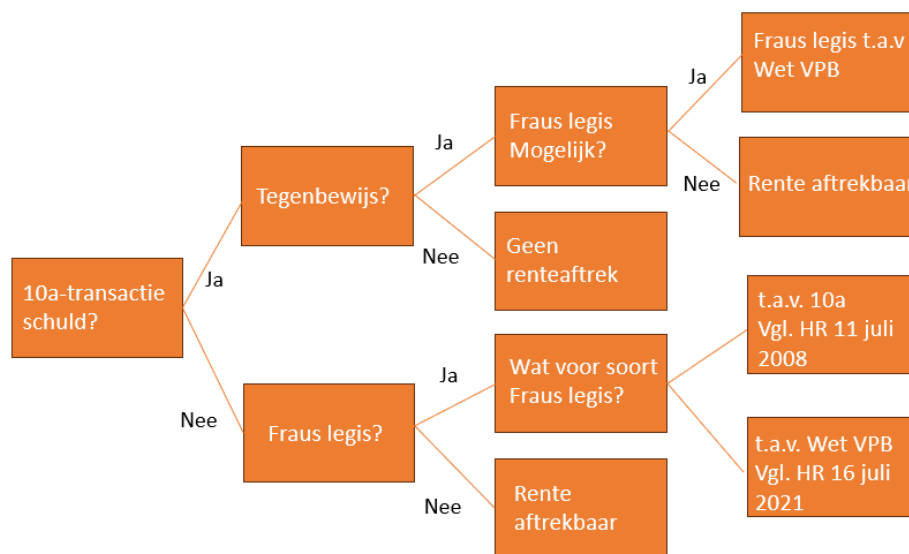 Fraus legis t.a.v
Wet VPB
Ja
Fraus legis
Mogelijk?
Ja
Nee
Tegenbewijs?
Rente aftrekbaar
Nee
Geen
renteaftrek
10a-transactie
schuld?
Ja
t.a.v. 10a
Vgl. HR 11 juli
2008
Wat voor soort
Fraus legis?
Ja
Nee
Fraus legis?
t.a.v. Wet VPB
Vgl. HR 16 juli
2021
Nee
Rente
aftrekbaar